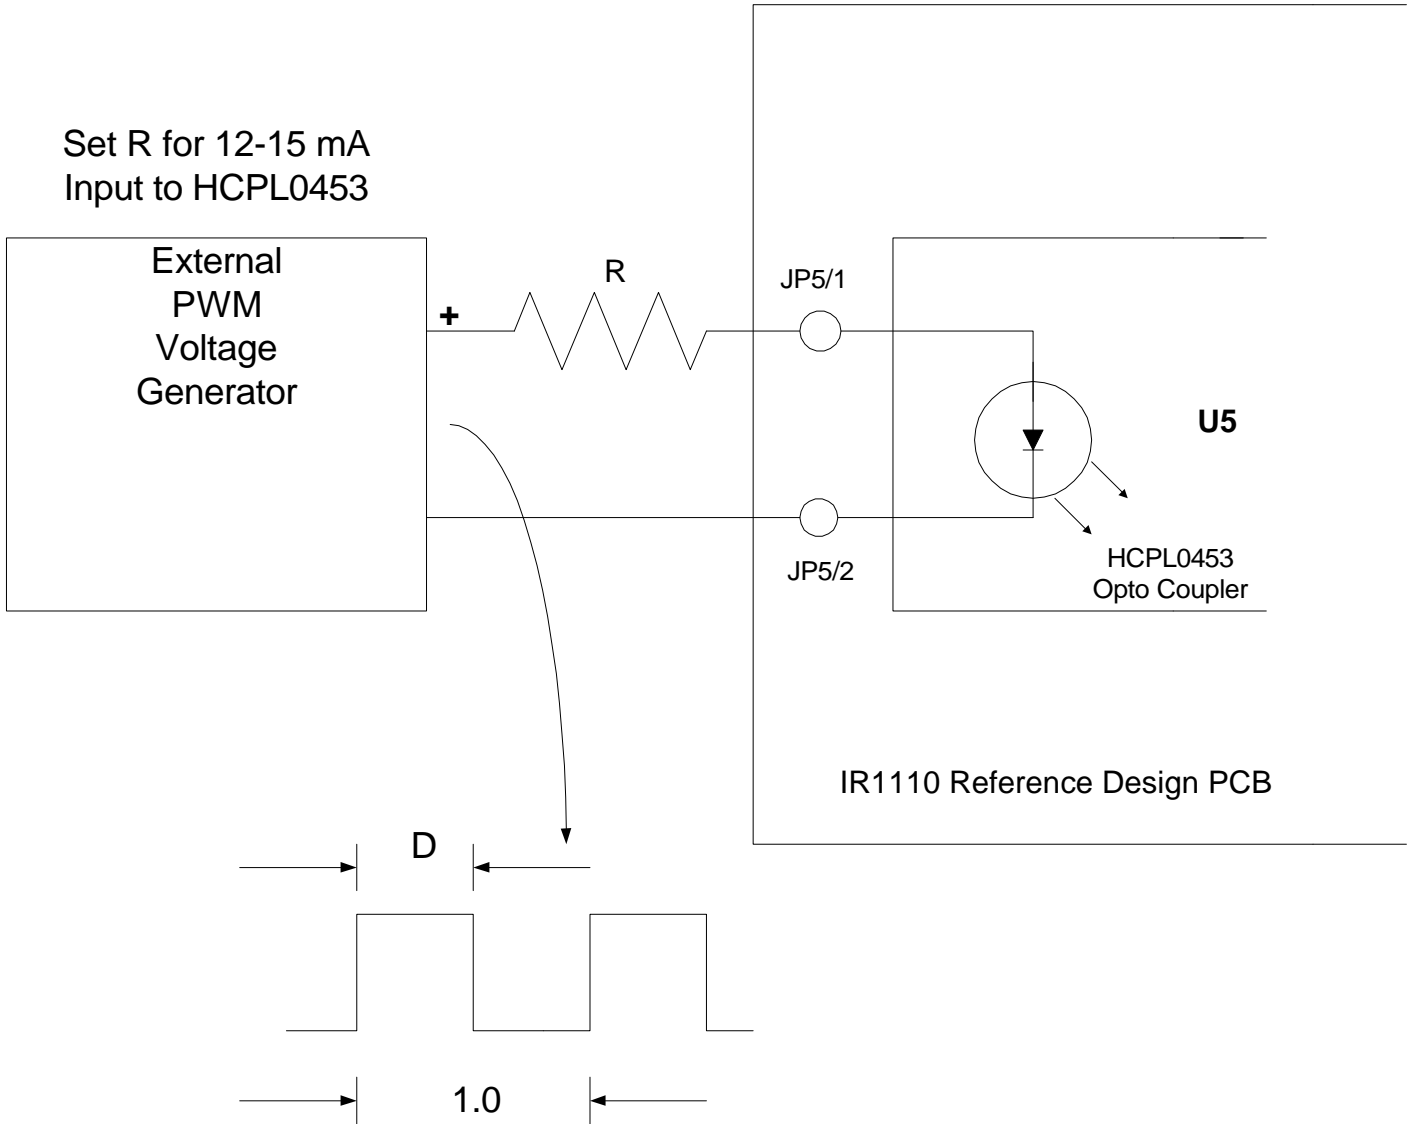 Set R for 12-15 mA
Input to HCPL0453
External
PWM
Voltage
Generator
+
R
JP5/1
U5
JP5/2
HCPL0453
Opto Coupler
IR1110 Reference Design PCB
D
1.0